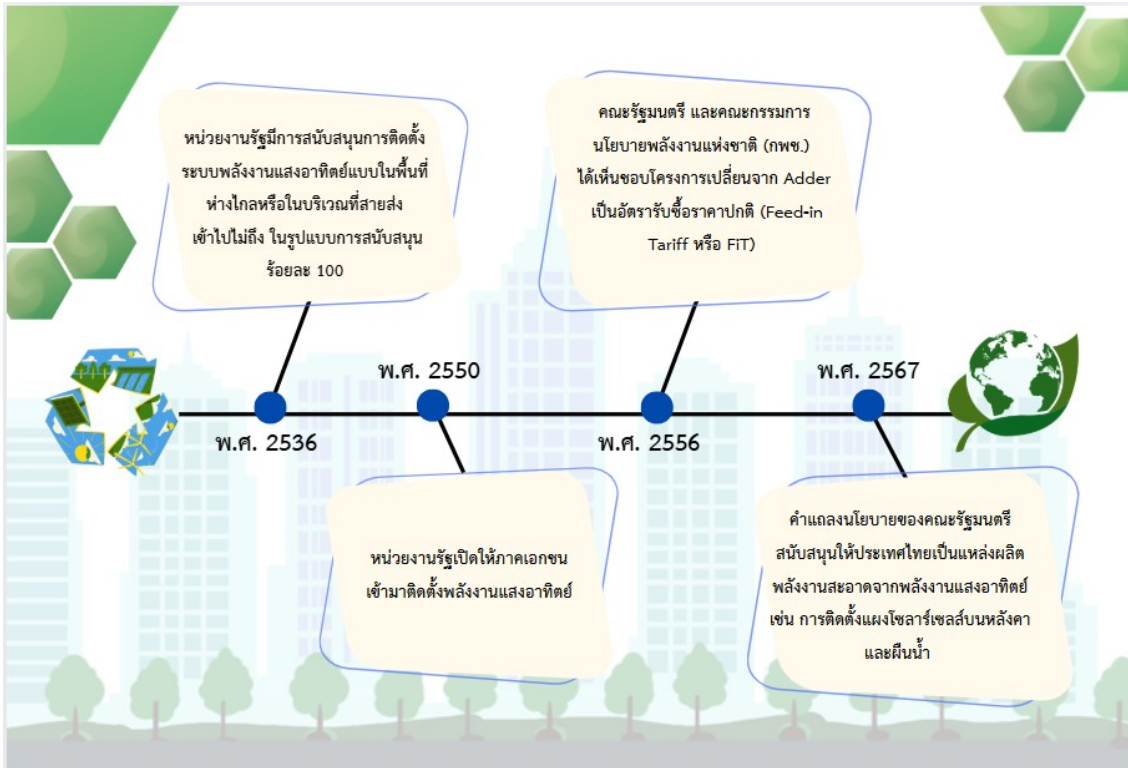 หน่วยงานรัฐมีการสนับสนุนการติดตั้ง
ระบบพลังงานแสงอาทิตย์แบบในพื้นที่
ห่างไกลหรือในบริเวณที่สายส่ง
เข้าไปไม่ถึง ในรูปแบบการสนับสนุน
ร้อยละ 100
พ.ศ. 2536
พ.ศ. 2550
หน่วยงานรัฐเปิดให้ภาคเอกชน
เข้ามาติดตั้งพลังงานแสงอาทิตย์
คณะรัฐมนตรี และคณะกรรมการ
นโยบายพลังงานแห่งชาติ (กพช.)
ได้เห็นชอบโครงการเปลี่ยนจาก Adder
เป็นอัตรารับซื้อราคาปกติ (Feed-in
Tariff หรือ FiT)
พ.ศ. 2556
พ.ศ. 2567
คำแถลงนโยบายของคณะรัฐมนตรี
สนับสนุนให้ประเทศไทยเป็นแหล่งผลิต
พลังงานสะอาดจากพลังงานแสงอาทิตย์
เช่น การติดตั้งแผงโซลาร์เซลส์บนหลังคา
และผืนน้ำ